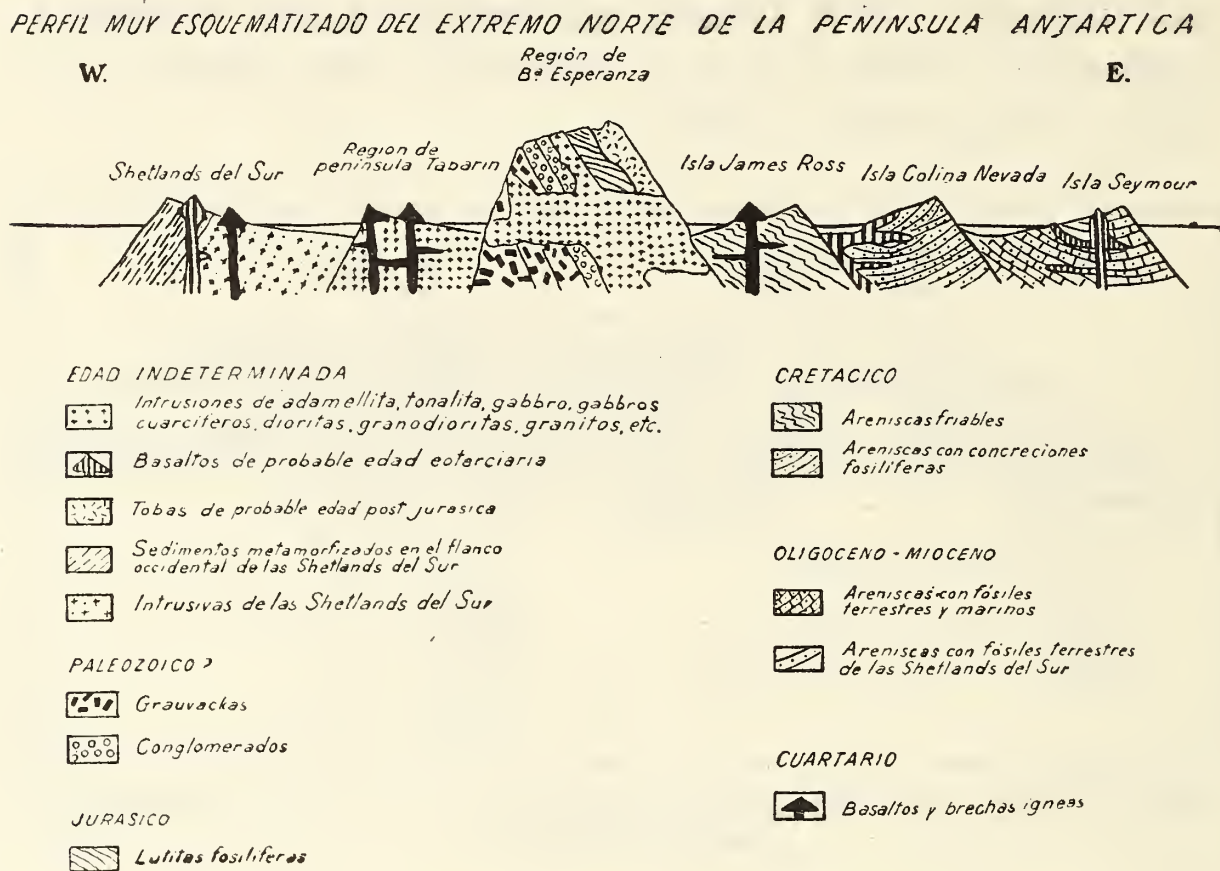 PERFIL MUY ESQUEMATIZADO DEL EXTREMO NORTE DE LA PENINSULA ANTARTICA
W.
Región de
Bª Esperanza
E.
Shetlands del Sur
Region de
península Tabarin
Isla James Ross
Isla Colina Nevada
Isla Seymour
EDAD INDETERMINADA
Intrusiones de adamellita, tonalita, gabbro, gabbros
cuarciferos, dioritas, granodioritas, granitos, etc.
Basaltos de probable edad eoterciaria
Tobas de probable edad post jurasica
Sedimentos metamorfizados en el flanco
occidental de las Shetlands del Sur
Intrusivas de las Shetlands del Sur
PALEOZOICO ?
Grauvackas
Conglomerados
JURASICO
Lutitas fosiliferas
CRETACICO
Areniscas friables
Areniscas con concreciones
fosilíferas
OLIGOCENO - MIOCENO
Areniscas con fósiles
terrestres y marinos
Areniscas con fósiles terrestres
de las Shetlands del Sur
CUARTARIO
Basaltos y brechas igneas